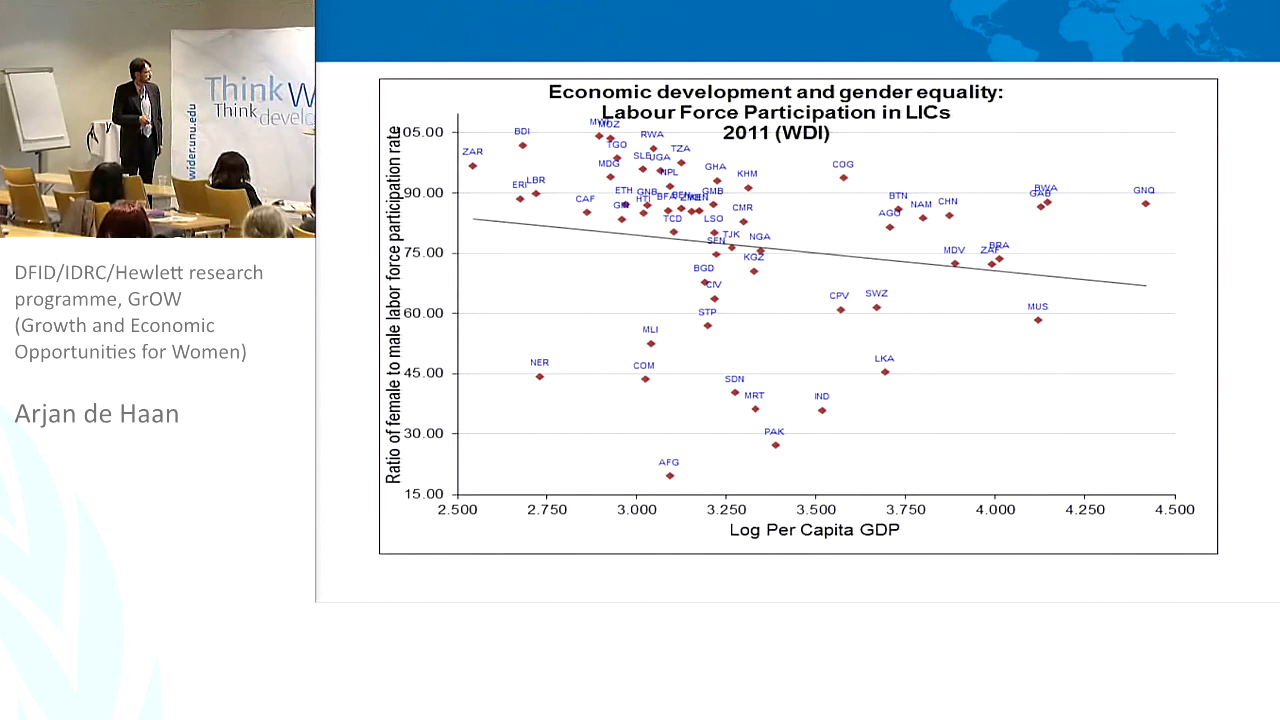 Think W
Think develo
wider.unu.edu
DFID/IDRC/Hewlett research
programme, GrOW
(Growth and Economic
Opportunities for Women)
Arjan de Haan
Economic development and gender equality:
Labour Force Participation in LICs
2011 (WDI)
Ratio of female to male labor force participation rate
105.00
90.00
75.00
60.00
45.00
30.00
15.00
2.500 2.750 3.000 3.250 3.500 3.750 4.000 4.250 4.500
Log Per Capita GDP
BDI
MOZ
RWA
ZAR
TGO
TZA
SLE
UGA
MDG
NPL
GHA
KHM
COG
ERI
LBR
ETH
GNB
GMB
BTN
BWA
GAB
GNQ
CAF
HTI
BFA
BEN
CMR
AGO
NAM
CHN
TCD
LSO
TJK
NGA
SEN
KGZ
MDV
ZAF
BRA
BGD
CIV
CPV
SWZ
STP
MUS
MLI
NER
COM
LKA
SDN
MRT
IND
PAK
AFG